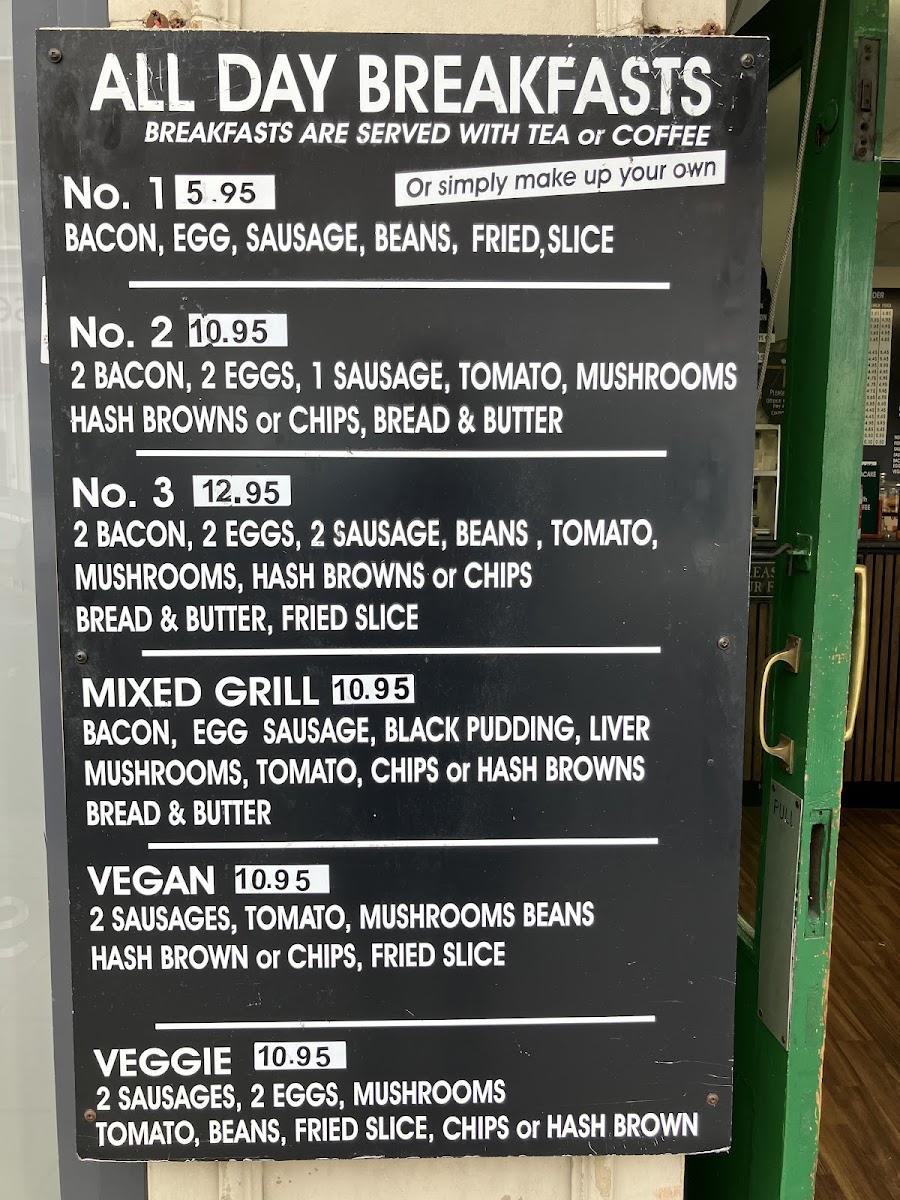 ALL DAY BREAKFASTS
BREAKFASTS ARE SERVED WITH TEA or COFFEE
Or simply make up your own
No. 1 5.95
BACON, EGG, SAUSAGE, BEANS, FRIED,SLICE
No. 2 10.95
2 BACON, 2 EGGS, 1 SAUSAGE, TOMATO, MUSHROOMS
HASH BROWNS or CHIPS, BREAD & BUTTER
No. 3 12.95
2 BACON, 2 EGGS, 2 SAUSAGE, BEANS , TOMATO,
MUSHROOMS, HASH BROWNS or CHIPS
BREAD & BUTTER, FRIED SLICE
MIXED GRILL 10.95
BACON, EGG SAUSAGE, BLACK PUDDING, LIVER
MUSHROOMS, TOMATO, CHIPS or HASH BROWNS
BREAD & BUTTER
VEGAN 10.95
2 SAUSAGES, TOMATO, MUSHROOMS BEANS
HASH BROWN or CHIPS, FRIED SLICE
VEGGIE 10.95
2 SAUSAGES, 2 EGGS, MUSHROOMS
TOMATO, BEANS, FRIED SLICE, CHIPS or HASH BROWN
PULL